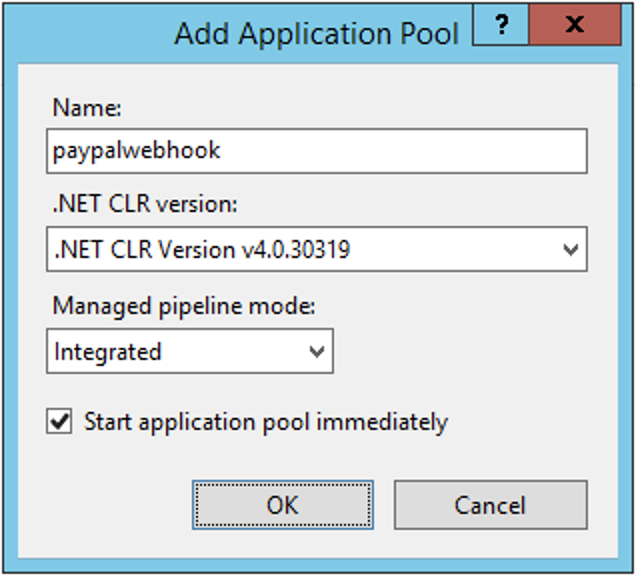 Add Application Pool
?
X
Name:
paypalwebhook
.NET CLR version:
.NET CLR Version v4.0.30319
Managed pipeline mode:
Integrated
Start application pool immediately
OK
Cancel